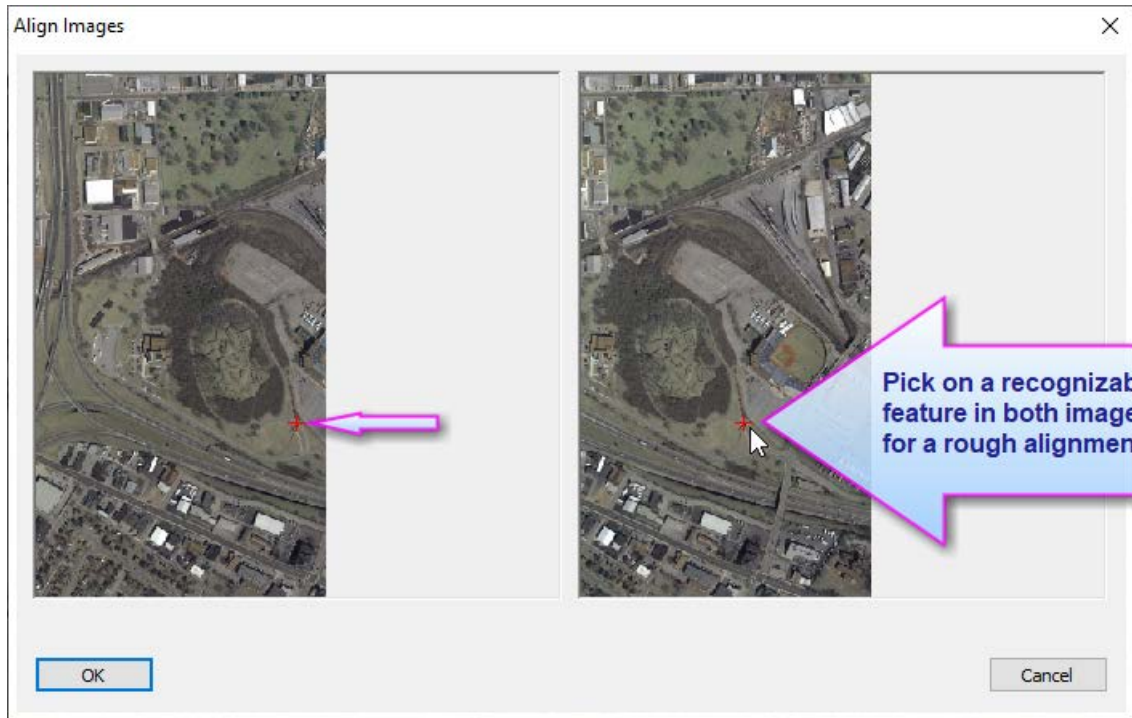 Align Images
Pick on a recognizab
feature in both image
for a rough alignmen
OK
Cancel